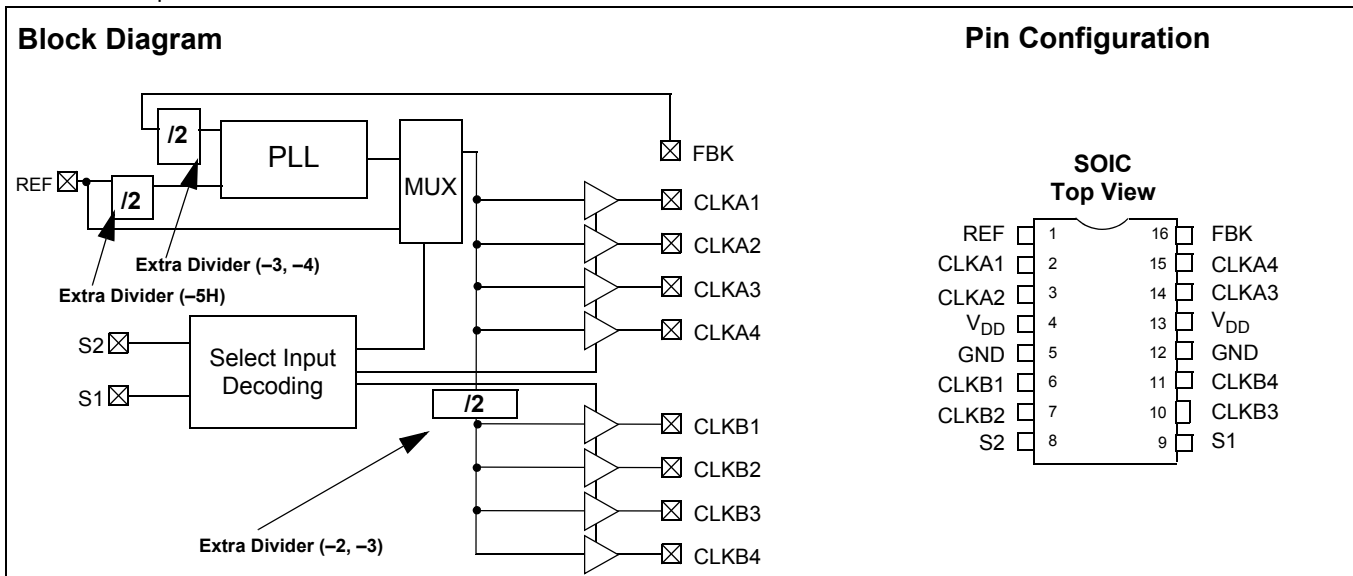 Block Diagram
/2
PLL
MUX
REF
/2
Extra Divider (–3, –4)
Extra Divider (–5H)
S2
S1
Select Input
Decoding
/2
Extra Divider (–2, –3)
FBK
CLKA1
CLKA2
CLKA3
CLKA4
CLKB1
CLKB2
CLKB3
CLKB4
Pin Configuration
SOIC
Top View
REF 1 16 FBK
CLKA1 2 15 CLKA4
CLKA2 3 14 CLKA3
VDD 4 13 VDD
GND 5 12 GND
CLKB1 6 11 CLKB4
CLKB2 7 10 CLKB3
S2 8 9 S1